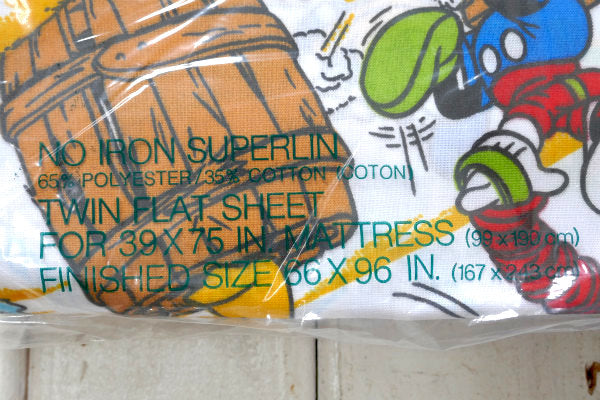 NO IRON SUPERLIN
65% POLYESTER/35% COTTON (COTON)
TWIN FLAT SHEET
FOR 39 X 75 IN. MATTRESS (99 x 190 cm)
FINISHED SIZE 66 X 96 IN. (167 x 243 cm)